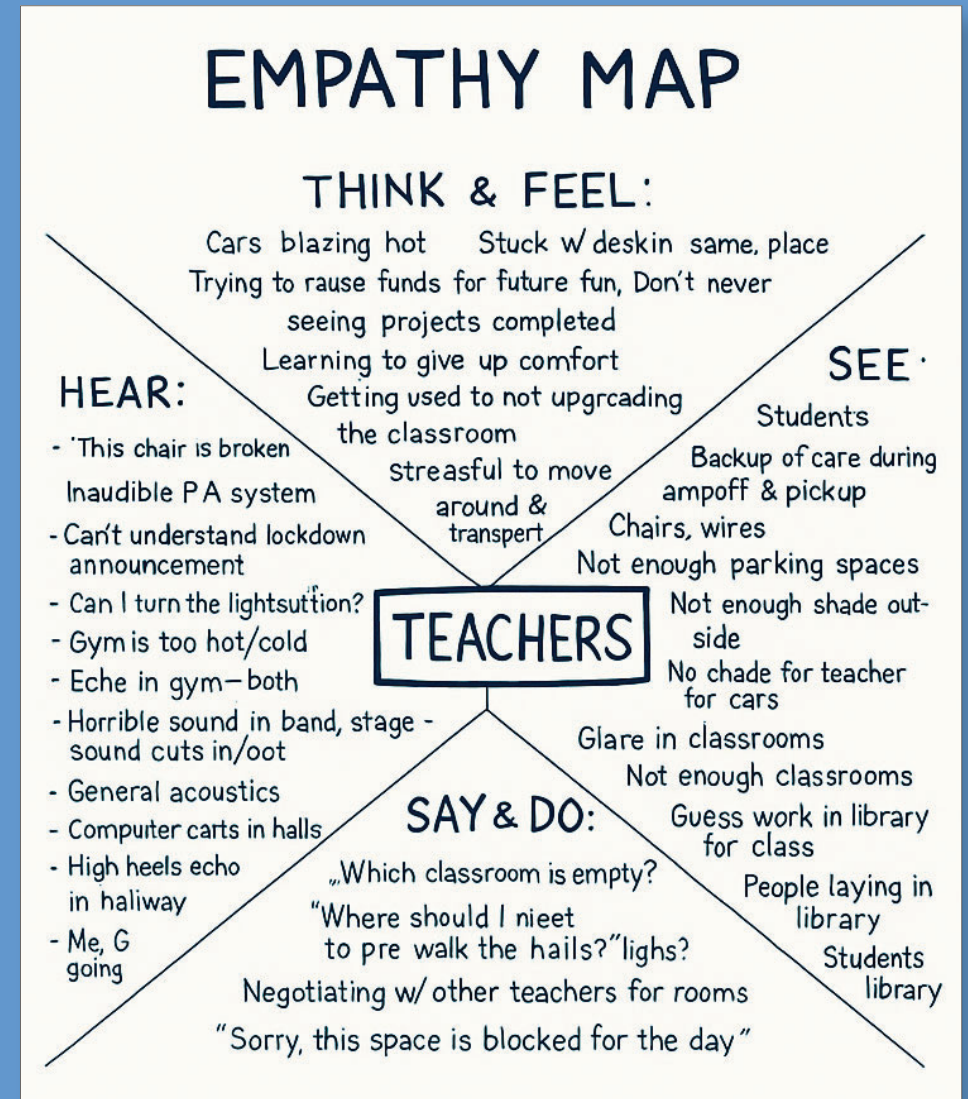 EMPATHY MAP
THINK & FEEL:
Cars blazing hot Stuck w/ deskin same, place
Trying to rause funds for future fun, Don't never
seeing projects completed
Learning to give up comfort
Getting used to not upgrcading
the classroom
streasful to move
around &
transpert
HEAR:
- 'This chair is broken
Inaudible PA system
- Can't understand lockdown
announcement
- Can I turn the
- Gym is too hot/cold
- Eche in gym–both
- Horrible sound in band, stage -
sound cuts in/oot
- General acoustics
- Computer carts in halls
- High heels echo
in haliway
- Me, G
going
TEACHERS
SEE ·
Students
Backup of care during
ampoff & pickup
Chairs, wires
Not enough parking spaces
Not enough shade out-
side
No chade for teacher
for cars
Glare in classrooms
Not enough classrooms
Guess work in library
for class
People laying in
library
Students
library
SAY & DO:
„Which classroom is empty?
"Where should I nieet
to pre walk the hails?" lighs?
Negotiating w/ other teachers for rooms
"Sorry, this space is blocked for the day"